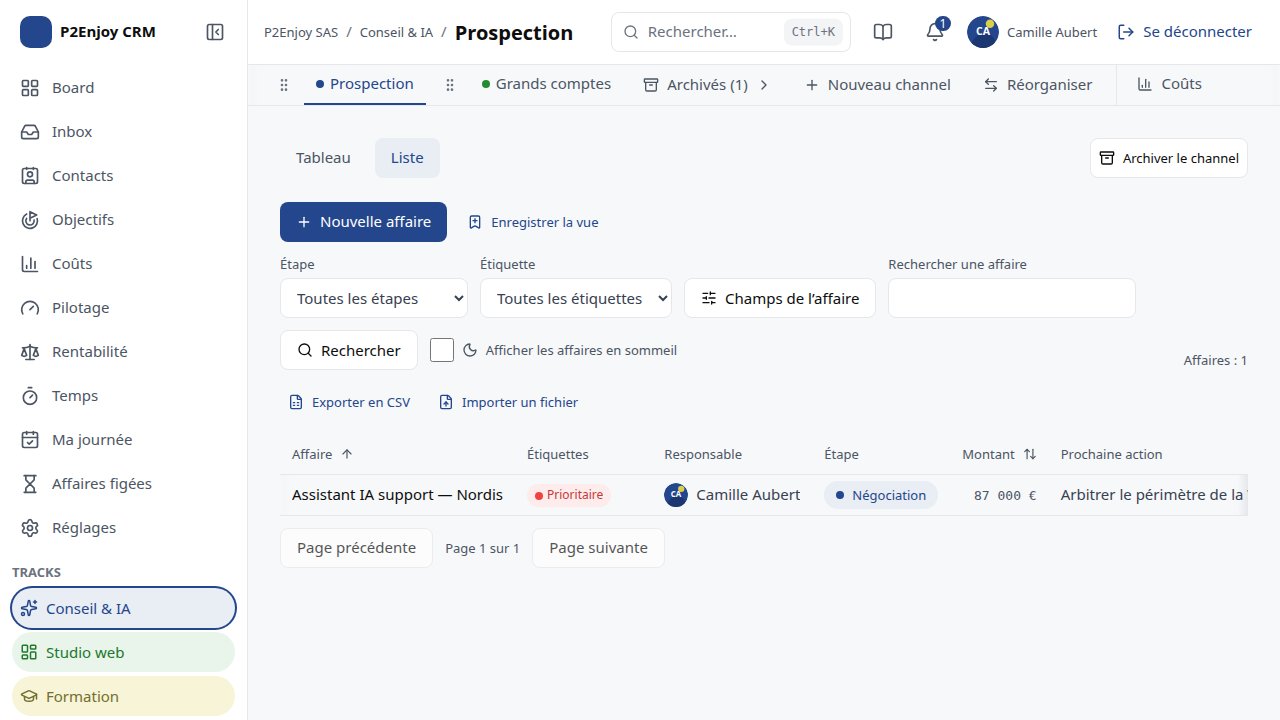 P2Enjoy CRM
Board
Inbox
Contacts
Objectifs
Coûts
Pilotage
Rentabilité
Temps
Ma journée
Affaires figées
Réglages
TRACKS
Conseil & IA
Studio web
Formation
P2Enjoy SAS / Conseil & IA / Prospection
Rechercher... Ctrl+K
1
CA Camille Aubert
Se déconnecter
Prospection
Grands comptes
Archivés (1)
Nouveau channel
Réorganiser
Coûts
Tableau
Liste
Archiver le channel
Nouvelle affaire
Enregistrer la vue
Étape
Toutes les étapes
Étiquette
Toutes les étiquettes
Champs de l’affaire
Rechercher une affaire
Rechercher
Afficher les affaires en sommeil
Affaires : 1
Exporter en CSV
Importer un fichier
Affaire Étiquettes Responsable Étape Montant Prochaine action
Assistant IA support — Nordis Prioritaire CA Camille Aubert Négociation 87 000 € Arbitrer le périmètre de la
Page précédente Page 1 sur 1 Page suivante